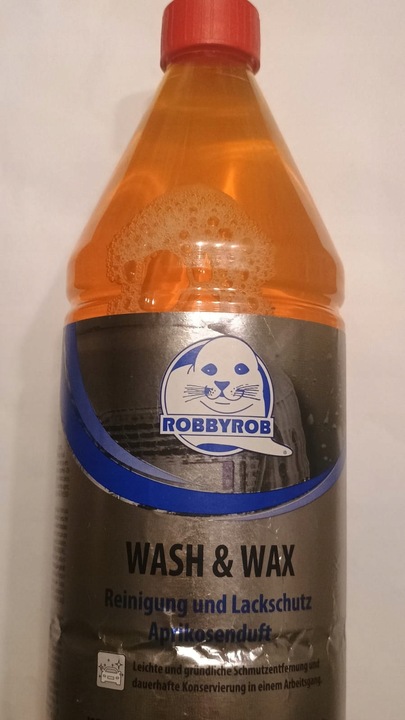 ROBBYROB
®
WASH & WAX
Reinigung und Lackschutz
Aprikosenduft
Leichte und gründliche Schmutzentfernung und
dauerhafte Konservierung in einem Arbeitsgang.